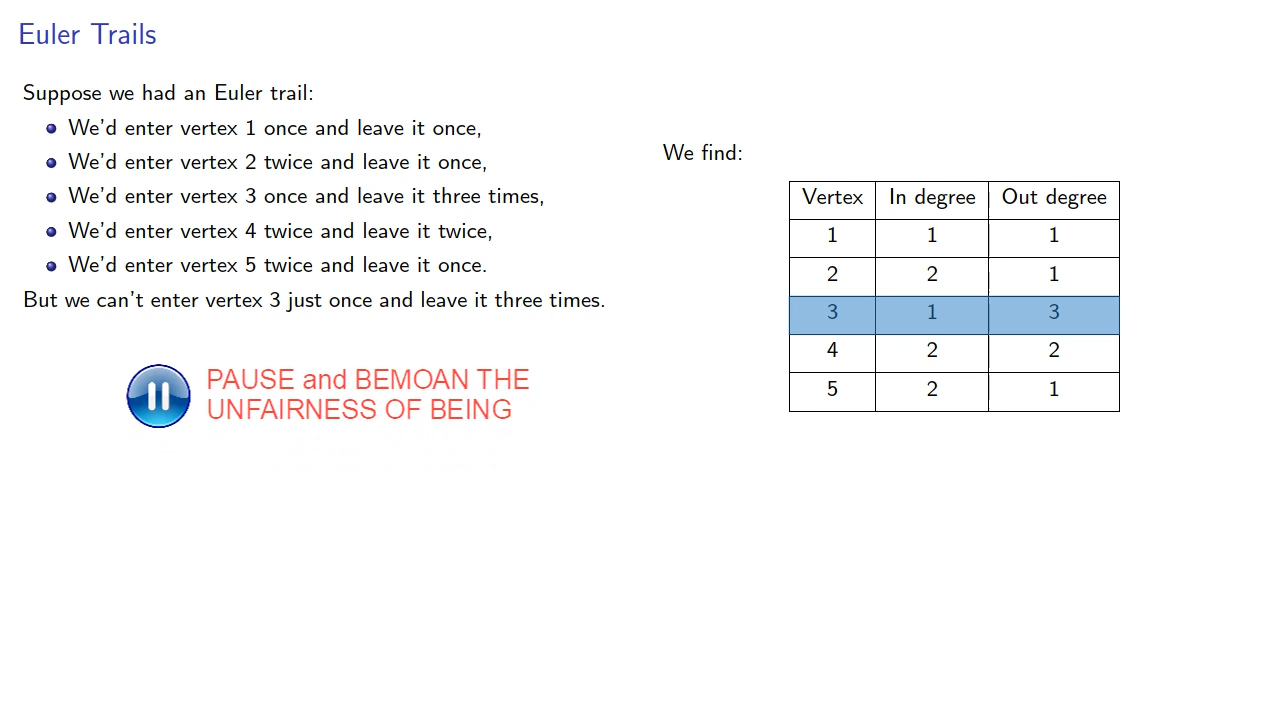 Euler Trails
Suppose we had an Euler trail:
We'd enter vertex 1 once and leave it once,
We'd enter vertex 2 twice and leave it once,
We'd enter vertex 3 once and leave it three times,
We'd enter vertex 4 twice and leave it twice,
We'd enter vertex 5 twice and leave it once.
But we can't enter vertex 3 just once and leave it three times.
PAUSE and BEMOAN THE
UNFAIRNESS OF BEING
We find:
Vertex In degree Out degree
1 1 1
2 2 1
3 1 3
4 2 2
5 2 1